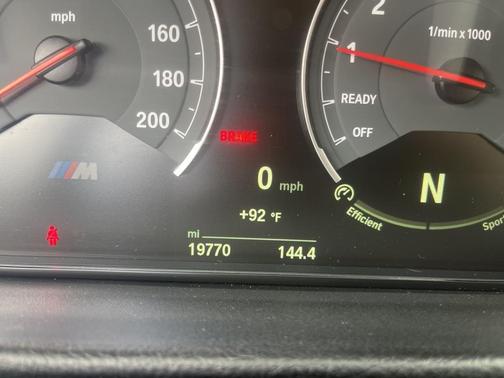 mph
160
180
200
M
BRAKE
0 mph
+92 °F
mi
19770 144.4
2
1
1/min x 1000
READY
OFF
N
Efficient
Spor